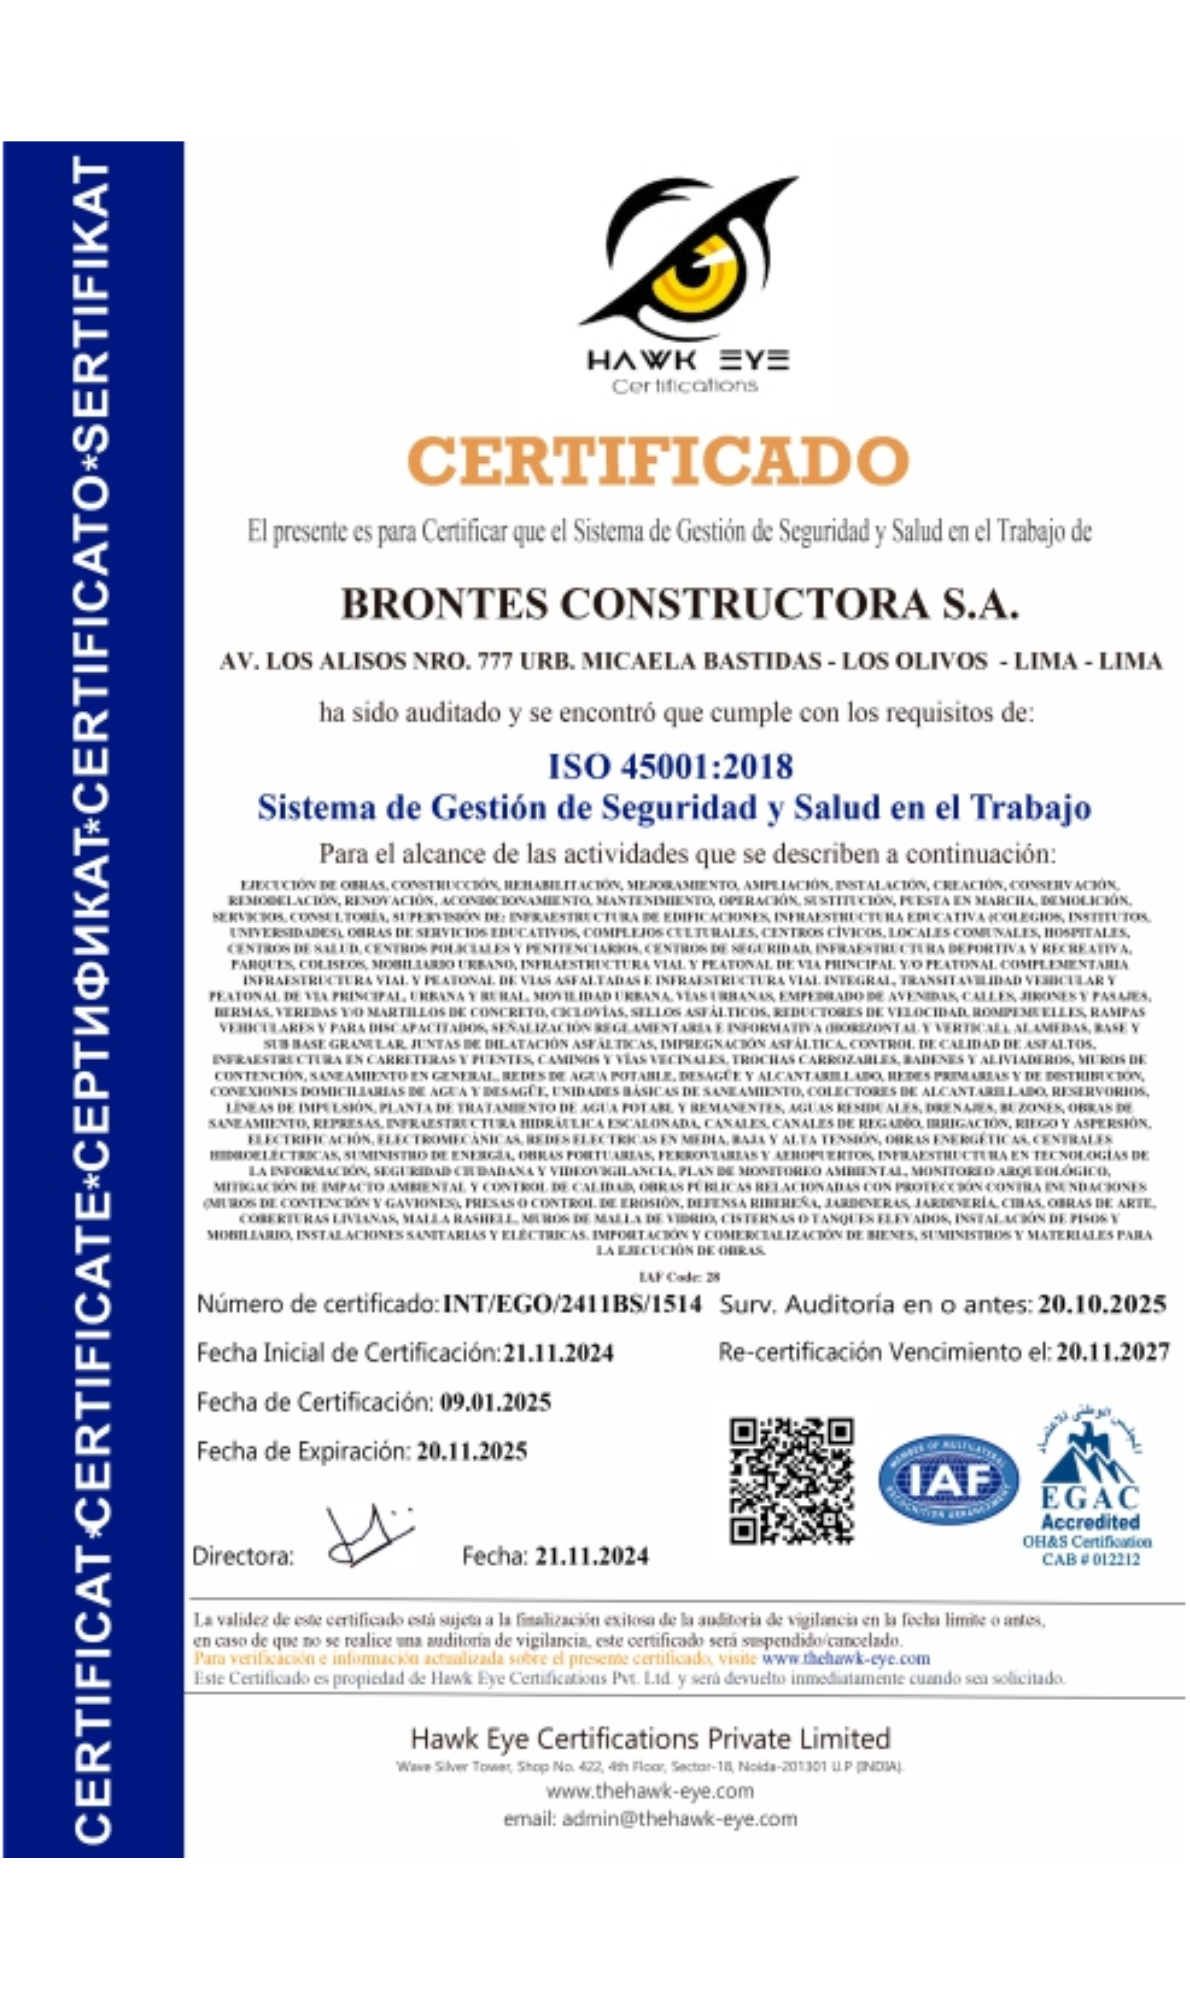 CERTIFICAT*CERTIFICATE*СЕРТИФИКАТ*CERTIFICATO*SERTIFIKAT
HAWK EYE
Certifications
CERTIFICADO
El presente es para Certificar que el Sistema de Gestión de Seguridad y Salud en el Trabajo de
BRONTES CONSTRUCTORA S.A.
AV. LOS ALISOS NRO. 777 URB. MICAELA BASTIDAS - LOS OLIVOS - LIMA - LIMA
ha sido auditado y se encontró que cumple con los requisitos de:
ISO 45001:2018
Sistema de Gestión de Seguridad y Salud en el Trabajo
Para el alcance de las actividades que se describen a continuación:
EJECUCIÓN DE OBRAS, CONSTRUCCIÓN, REHABILITACIÓN, MEJORAMIENTO, AMPLIACIÓN, INSTALACIÓN, CREACIÓN, CONSERVACIÓN,
REMODELACIÓN, RENOVACIÓN, ACONDICIONAMIENTO, MANTENIMIENTO, OPERACIÓN, SUSTITUCIÓN, PUESTA EN MARCHA, DEMOLICIÓN,
SERVICIOS, CONSULTORÍA, SUPERVISIÓN DE: INFRAESTRUCTURA DE EDIFICACIONES, INFRAESTRUCTURA EDUCATIVA (COLEGIOS, INSTITUTOS,
UNIVERSIDADES), OBRAS DE SERVICIOS EDUCATIVOS, COMPLEJOS CULTURALES, CENTROS CÍVICOS, LOCALES COMUNALES, HOSPITALES,
CENTROS DE SALUD, CENTROS POLICIALES Y PENITENCIARIOS, CENTROS DE SEGURIDAD, INFRAESTRUCTURA DEPORTIVA Y RECREATIVA,
PARQUES, COLISEOS, MOBILIARIO URBANO, INFRAESTRUCTURA VIAL Y PEATONAL DE VIA PRINCIPAL Y/O PEATONAL COMPLEMENTARIA
INFRAESTRUCTURA VIAL Y PEATONAL DE VIAS ASFALTADAS E INFRAESTRUCTURA VIAL INTEGRAL, TRANSITAVILIDAD VEHICULAR Y
PEATONAL DE VIA PRINCIPAL, URBANA Y RURAL, MOVILIDAD URBANA, VÍAS URBANAS, EMPEDRADO DE AVENIDAS, CALLES, JIRONES Y PASAJES,
BERMAS, VEREDAS Y/O MARTILLOS DE CONCRETO, CICLOVÍAS, SELLOS ASFÁLTICOS, REDUCTORES DE VELOCIDAD, ROMPEMUELLES, RAMPAS
VEHICULARES Y PARA DISCAPACITADOS, SEÑALIZACIÓN REGLAMENTARIA E INFORMATIVA (HORIZONTAL Y VERTICAL), ALAMEDAS, BASE Y
SUB BASE GRANULAR, JUNTAS DE DILATACIÓN ASFÁLTICAS, IMPREGNACIÓN ASFÁLTICA, CONTROL DE CALIDAD DE ASFALTOS,
INFRAESTRUCTURA EN CARRETERAS Y PUENTES, CAMINOS Y VÍAS VECINALES, TROCHAS CARROZABLES, BADENES Y ALIVIADEROS, MUROS DE
CONTENCIÓN, SANEAMIENTO EN GENERAL, REDES DE AGUA POTABLE, DESAGÜE Y ALCANTARILLADO, REDES PRIMARIAS Y DE DISTRIBUCIÓN,
CONEXIONES DOMICILIARIAS DE AGUA Y DESAGÜE, UNIDADES BÁSICAS DE SANEAMIENTO, COLECTORES DE ALCANTARILLADO, RESERVORIOS,
LÍNEAS DE IMPULSIÓN, PLANTA DE TRATAMIENTO DE AGUA POTABL Y REMANENTES, AGUAS RESIDUALES, DRENAJES, BUZONES, OBRAS DE
SANEAMIENTO, REPRESAS, INFRAESTRUCTURA HIDRÁULICA ESCALONADA, CANALES, CANALES DE REGADÍO, IRRIGACIÓN, RIEGO Y ASPERSIÓN,
ELECTRIFICACIÓN, ELECTROMECÁNICAS, REDES ELECTRICAS EN MEDIA, BAJA Y ALTA TENSIÓN, OBRAS ENERGÉTICAS, CENTRALES
HIDROELÉCTRICAS, SUMINISTRO DE ENERGÍA, OBRAS PORTUARIAS, FERROVIARIAS Y AEROPUERTOS, INFRAESTRUCTURA EN TECNOLOGÍAS DE
LA INFORMACIÓN, SEGURIDAD CIUDADANA Y VIDEOVIGILANCIA, PLAN DE MONITOREO AMBIENTAL, MONITOREO ARQUEOLÓGICO,
MITIGACIÓN DE IMPACTO AMBIENTAL Y CONTROL DE CALIDAD, OBRAS PÚBLICAS RELACIONADAS CON PROTECCIÓN CONTRA INUNDACIONES
(MUROS DE CONTENCIÓN Y GAVIONES), PRESAS O CONTROL DE EROSIÓN, DEFENSA RIBEREÑA, JARDINERAS, JARDINERÍA, CIBAS, OBRAS DE ARTE,
COBERTURAS LIVIANAS, MALLA RASHELL, MUROS DE MALLA DE VIDRIO, CISTERNAS O TANQUES ELEVADOS, INSTALACIÓN DE PISOS Y
MOBILIARIO, INSTALACIONES SANITARIAS Y ELÉCTRICAS. IMPORTACIÓN Y COMERCIALIZACIÓN DE BIENES, SUMINISTROS Y MATERIALES PARA
LA EJECUCIÓN DE OBRAS.
IAF Code: 28
Número de certificado: INT/EGO/2411BS/1514 Surv. Auditoría en o antes: 20.10.2025
Fecha Inicial de Certificación: 21.11.2024 Re-certificación Vencimiento el: 20.11.2027
Fecha de Certificación: 09.01.2025
Fecha de Expiración: 20.11.2025
MEMBER OF MULTILATERAL
IAF
RECOGNITION ARRANGEMENT
المجلس الوطني للاعتماد
EGAC
Accredited
OH&S Certification
CAB # 012212
Directora: Fecha: 21.11.2024
La validez de este certificado está sujeta a la finalización exitosa de la auditoria de vigilancia en la fecha limite o antes,
en caso de que no se realice una auditoría de vigilancia, este certificado será suspendido/cancelado.
Para verificación e información actualizada sobre el presente certificado, visite www.thehawk-eye.com
Este Certificado es propiedad de Hawk Eye Certifications Pvt. Ltd. y será devuelto inmediatamente cuando sea solicitado.
Hawk Eye Certifications Private Limited
Wave Silver Tower, Shop No. 422, 4th Floor, Sector-18, Noida-201301 U.P (INDIA).
www.thehawk-eye.com
email: admin@thehawk-eye.com